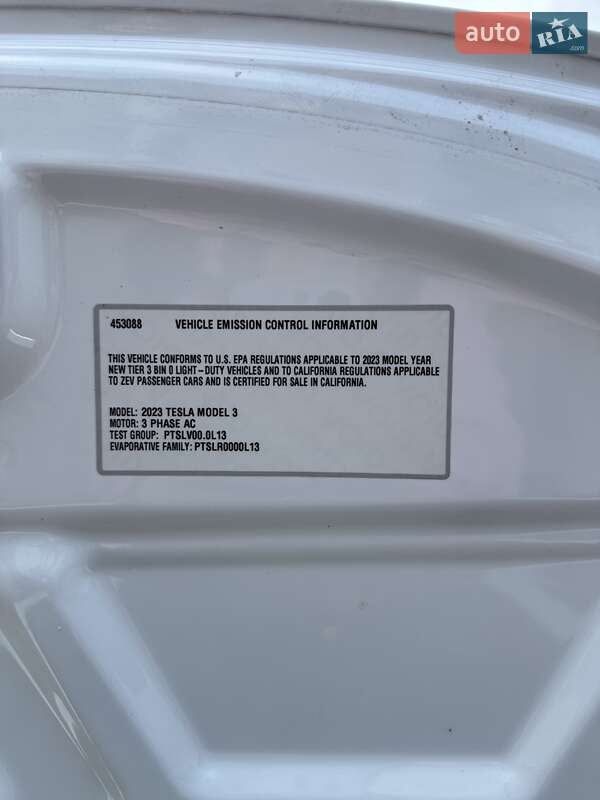 auto RIA.com
453088 VEHICLE EMISSION CONTROL INFORMATION
THIS VEHICLE CONFORMS TO U.S. EPA REGULATIONS APPLICABLE TO 2023 MODEL YEAR
NEW TIER 3 BIN 0 LIGHT-DUTY VEHICLES AND TO CALIFORNIA REGULATIONS APPLICABLE
TO ZEV PASSENGER CARS AND IS CERTIFIED FOR SALE IN CALIFORNIA.
MODEL: 2023 TESLA MODEL 3
MOTOR: 3 PHASE AC
TEST GROUP: PTSLV00.0L13
EVAPORATIVE FAMILY: PTSLR0000L13